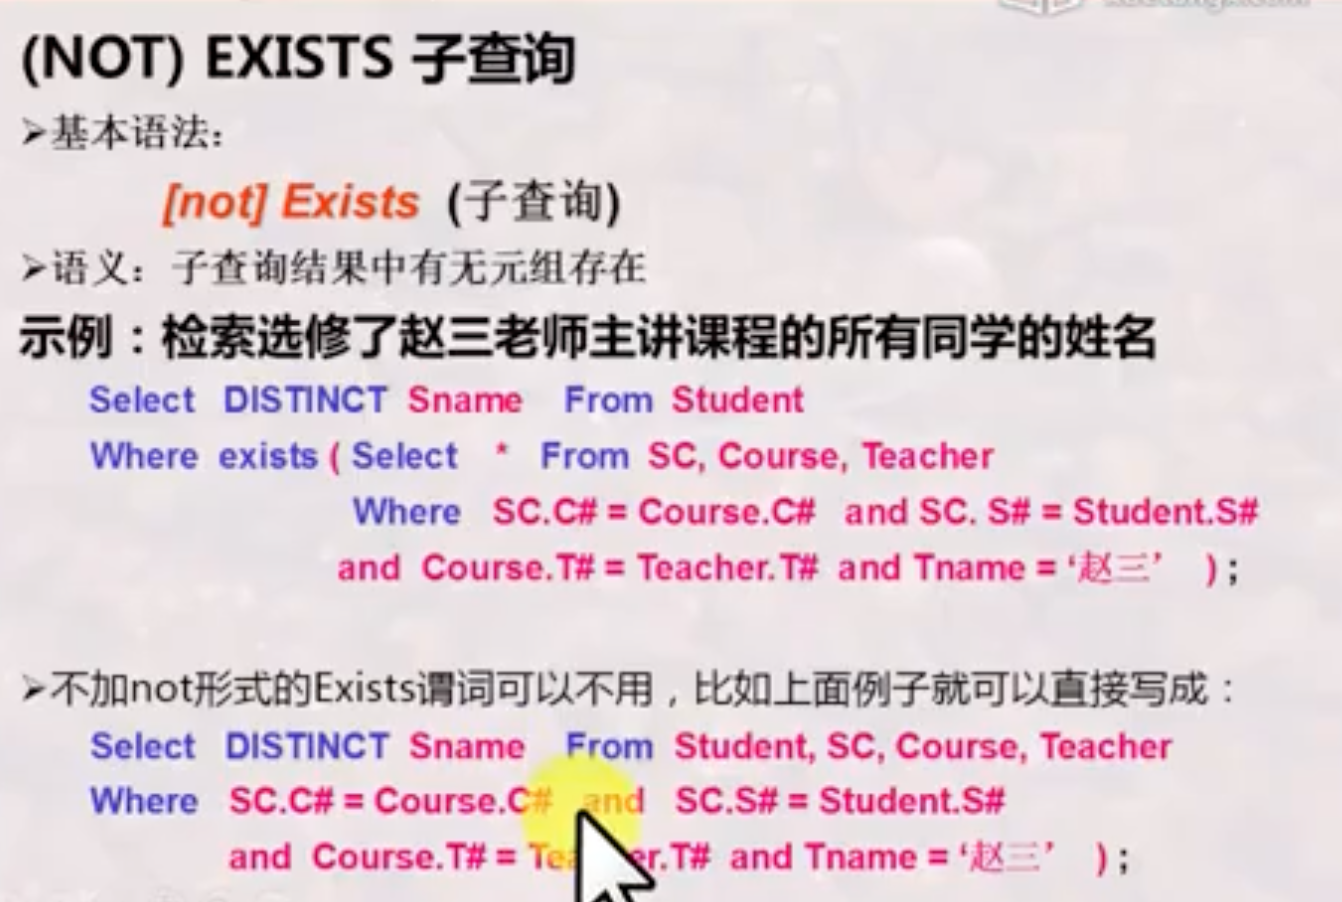 (NOT) EXISTS 子查询
➢基本语法：
[not] Exists (子查询)
➢语义：子查询结果中有无元组存在
示例：检索选修了赵三老师主讲课程的所有同学的姓名
Select DISTINCT Sname From Student
Where exists ( Select * From SC, Course, Teacher
Where SC.C# = Course.C# and SC. S# = Student.S#
and Course.T# = Teacher.T# and Tname = ‘赵三’ ) ;
➢不加not形式的Exists谓词可以不用，比如上面例子就可以直接写成：
Select DISTINCT Sname From Student, SC, Course, Teacher
Where SC.C# = Course.C# and SC.S# = Student.S#
and Course.T# = Teacher.T# and Tname = ‘赵三’ ) ;